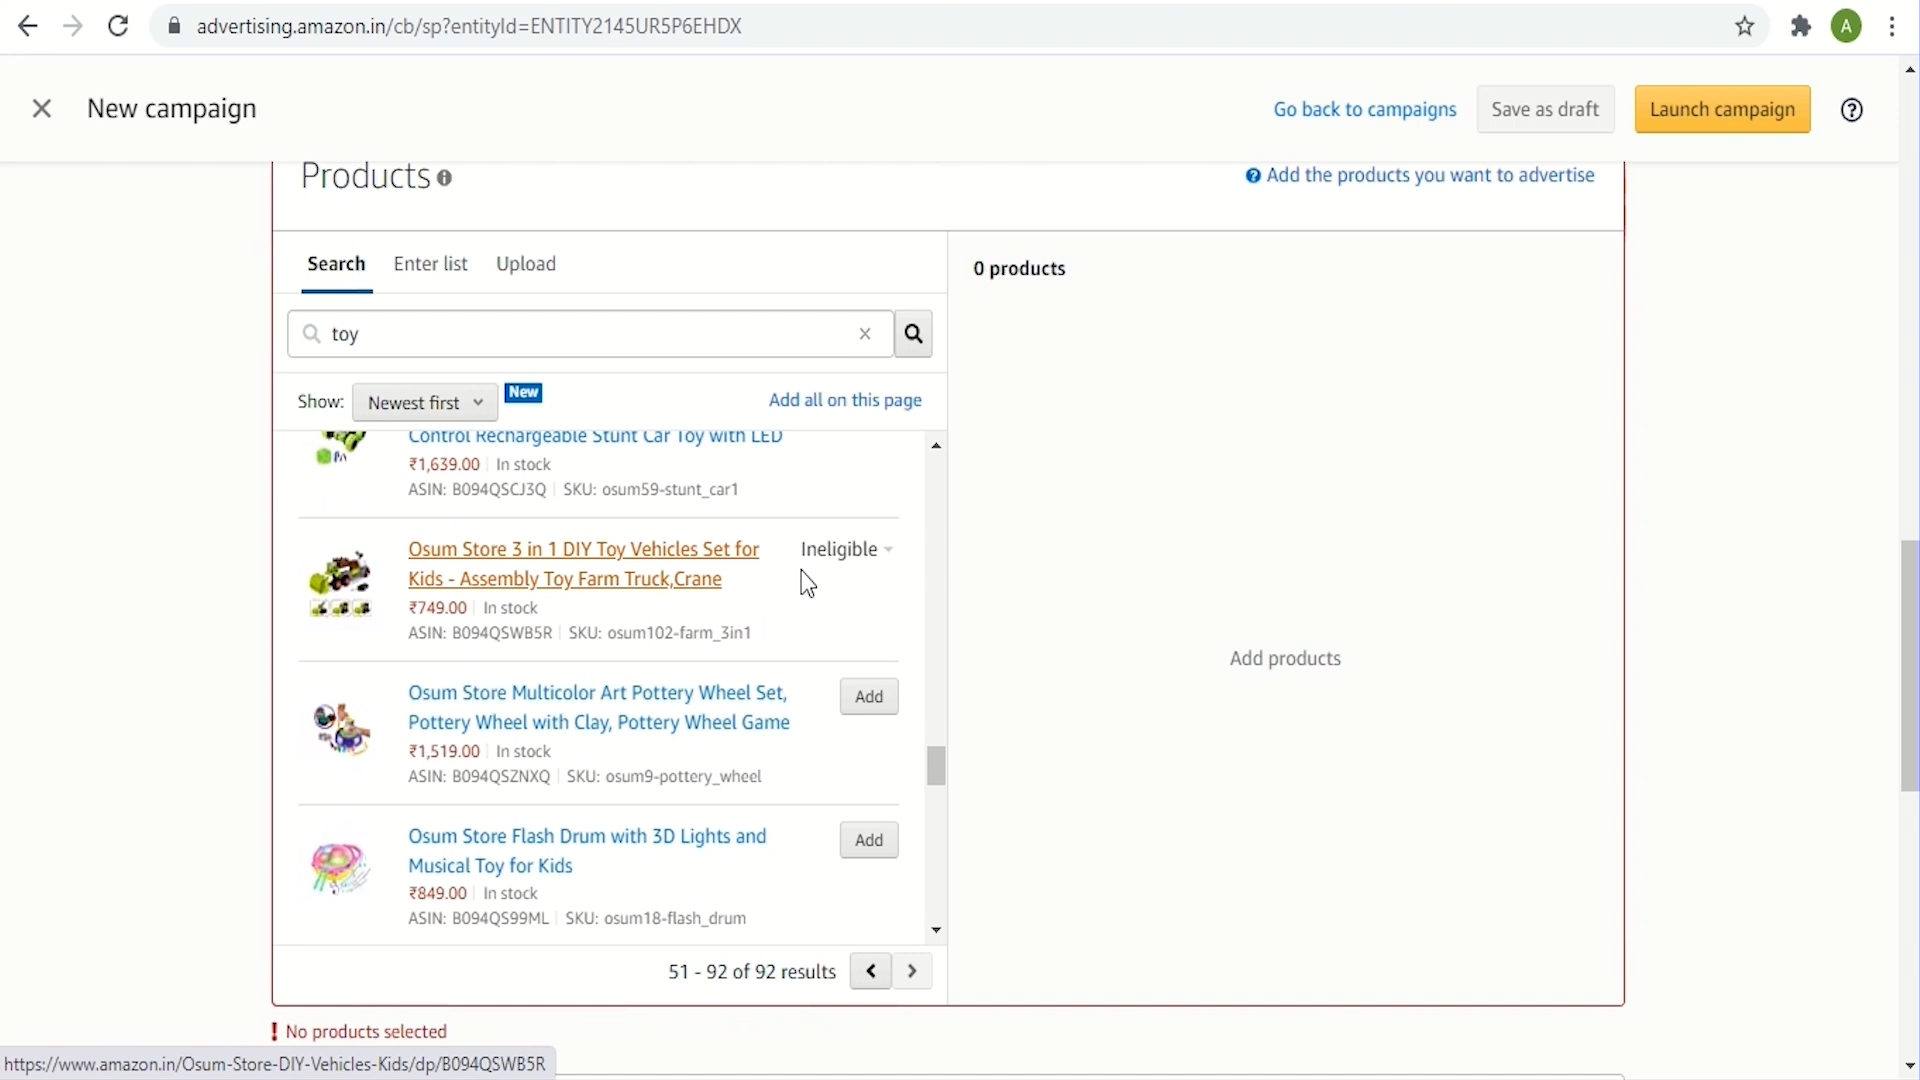 advertising.amazon.in/cb/sp?entityId=ENTITY2145UR5P6EHDX
A
New campaign
Go back to campaigns
Save as draft
Launch campaign
Products
Add the products you want to advertise
Search
Enter list
Upload
0 products
toy
Show:
Newest first
New
Add all on this page
Control Rechargeable Stunt Car Toy with LED
₹1,639.00 | In stock
ASIN: B094QSCJ3Q | SKU: osum59-stunt_car1
Osum Store 3 in 1 DIY Toy Vehicles Set for
Kids - Assembly Toy Farm Truck,Crane
Ineligible
₹749.00 | In stock
ASIN: B094QSWB5R | SKU: osum102-farm_3in1
Osum Store Multicolor Art Pottery Wheel Set,
Pottery Wheel with Clay, Pottery Wheel Game
Add
₹1,519.00 | In stock
ASIN: B094QSZNXQ | SKU: osum9-pottery_wheel
Osum Store Flash Drum with 3D Lights and
Musical Toy for Kids
Add
₹849.00 | In stock
ASIN: B094QS99ML | SKU: osum18-flash_drum
Add products
51 - 92 of 92 results
No products selected
https://www.amazon.in/Osum-Store-DIY-Vehicles-Kids/dp/B094QSWB5R